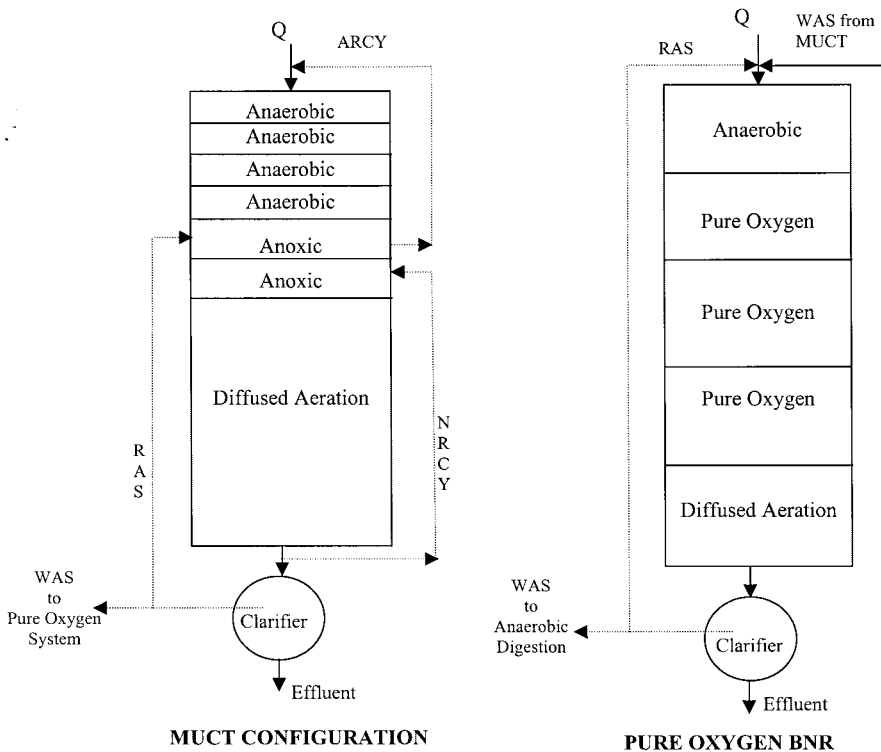 Q
ARCY
Anaerobic
Anaerobic
Anaerobic
Anaerobic
Anoxic
Anoxic
Diffused Aeration
RAS
NRCY
WAS
to
Pure Oxygen
System
Clarifier
Effluent
MUCT CONFIGURATION
Q
WAS from
MUCT
RAS
Anaerobic
Pure Oxygen
Pure Oxygen
Pure Oxygen
Diffused Aeration
WAS
to
Anaerobic
Digestion
Clarifier
Effluent
PURE OXYGEN BNR